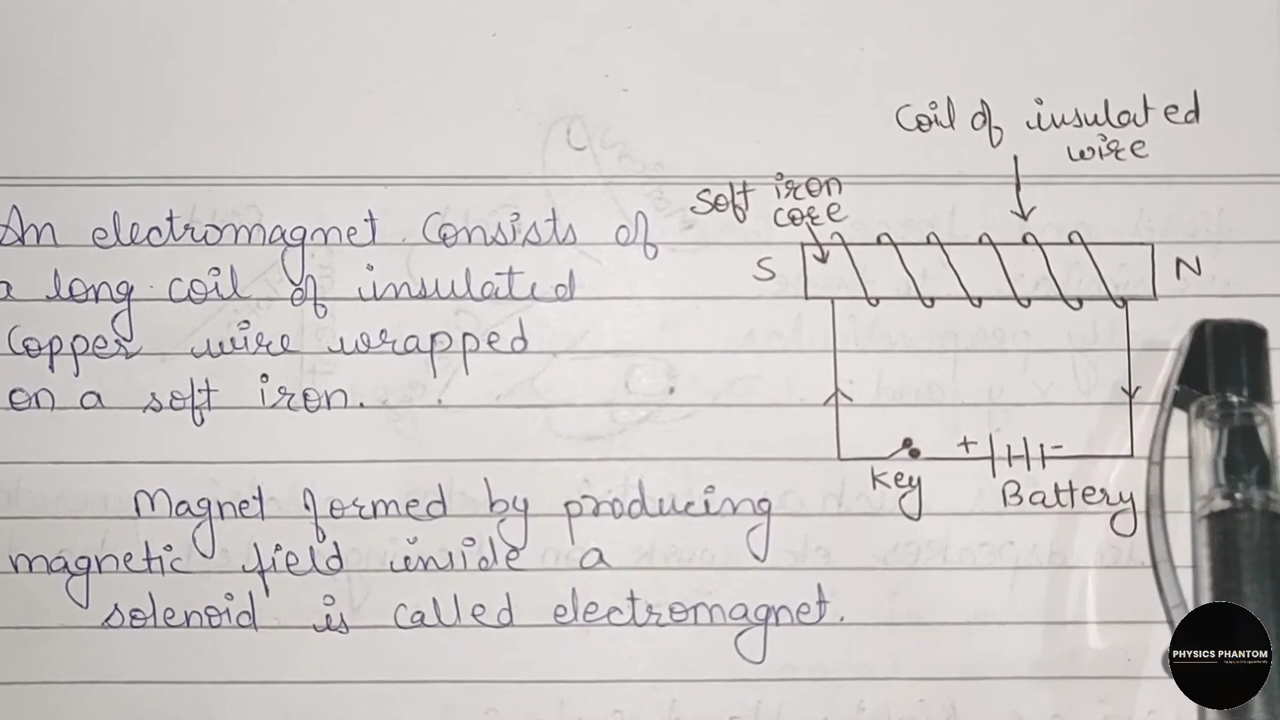 An electromagnet consists of
a long coil of insulated
Copper wire wrapped
on a soft iron.
Magnet formed by producing
magnetic field inside a
solenoid is called electromagnet.
Coil of insulated
wire
Soft iron
core
S
N
+
-
Key
Battery
PHYSICS PHANTOM